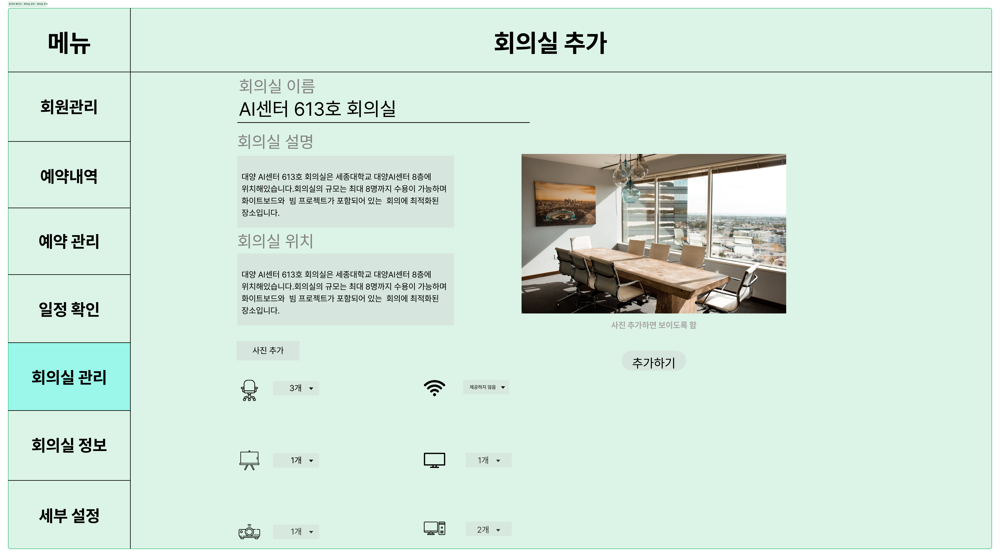 관리자 페이지 - 회의실 관리 - 회의실 추가
메뉴
회의실 추가
회원관리
예약내역
예약 관리
일정 확인
회의실 관리
회의실 정보
세부 설정
회의실 이름
AI센터 613호 회의실
회의실 설명
대양 AI센터 613호 회의실은 세종대학교 대양AI센터 8층에
위치해있습니다.회의실의 규모는 최대 8명까지 수용이 가능하며
화이트보드와  빔 프로젝트가 포함되어 있는  회의에 최적화된
장소입니다.
회의실 위치
대양 AI센터 613호 회의실은 세종대학교 대양AI센터 8층에
위치해있습니다.회의실의 규모는 최대 8명까지 수용이 가능하며
화이트보드와  빔 프로젝트가 포함되어 있는  회의에 최적화된
장소입니다.
사진 추가하면 보이도록 함
사진 추가
추가하기
3개
제공하지 않음
1개
1개
1개
2개